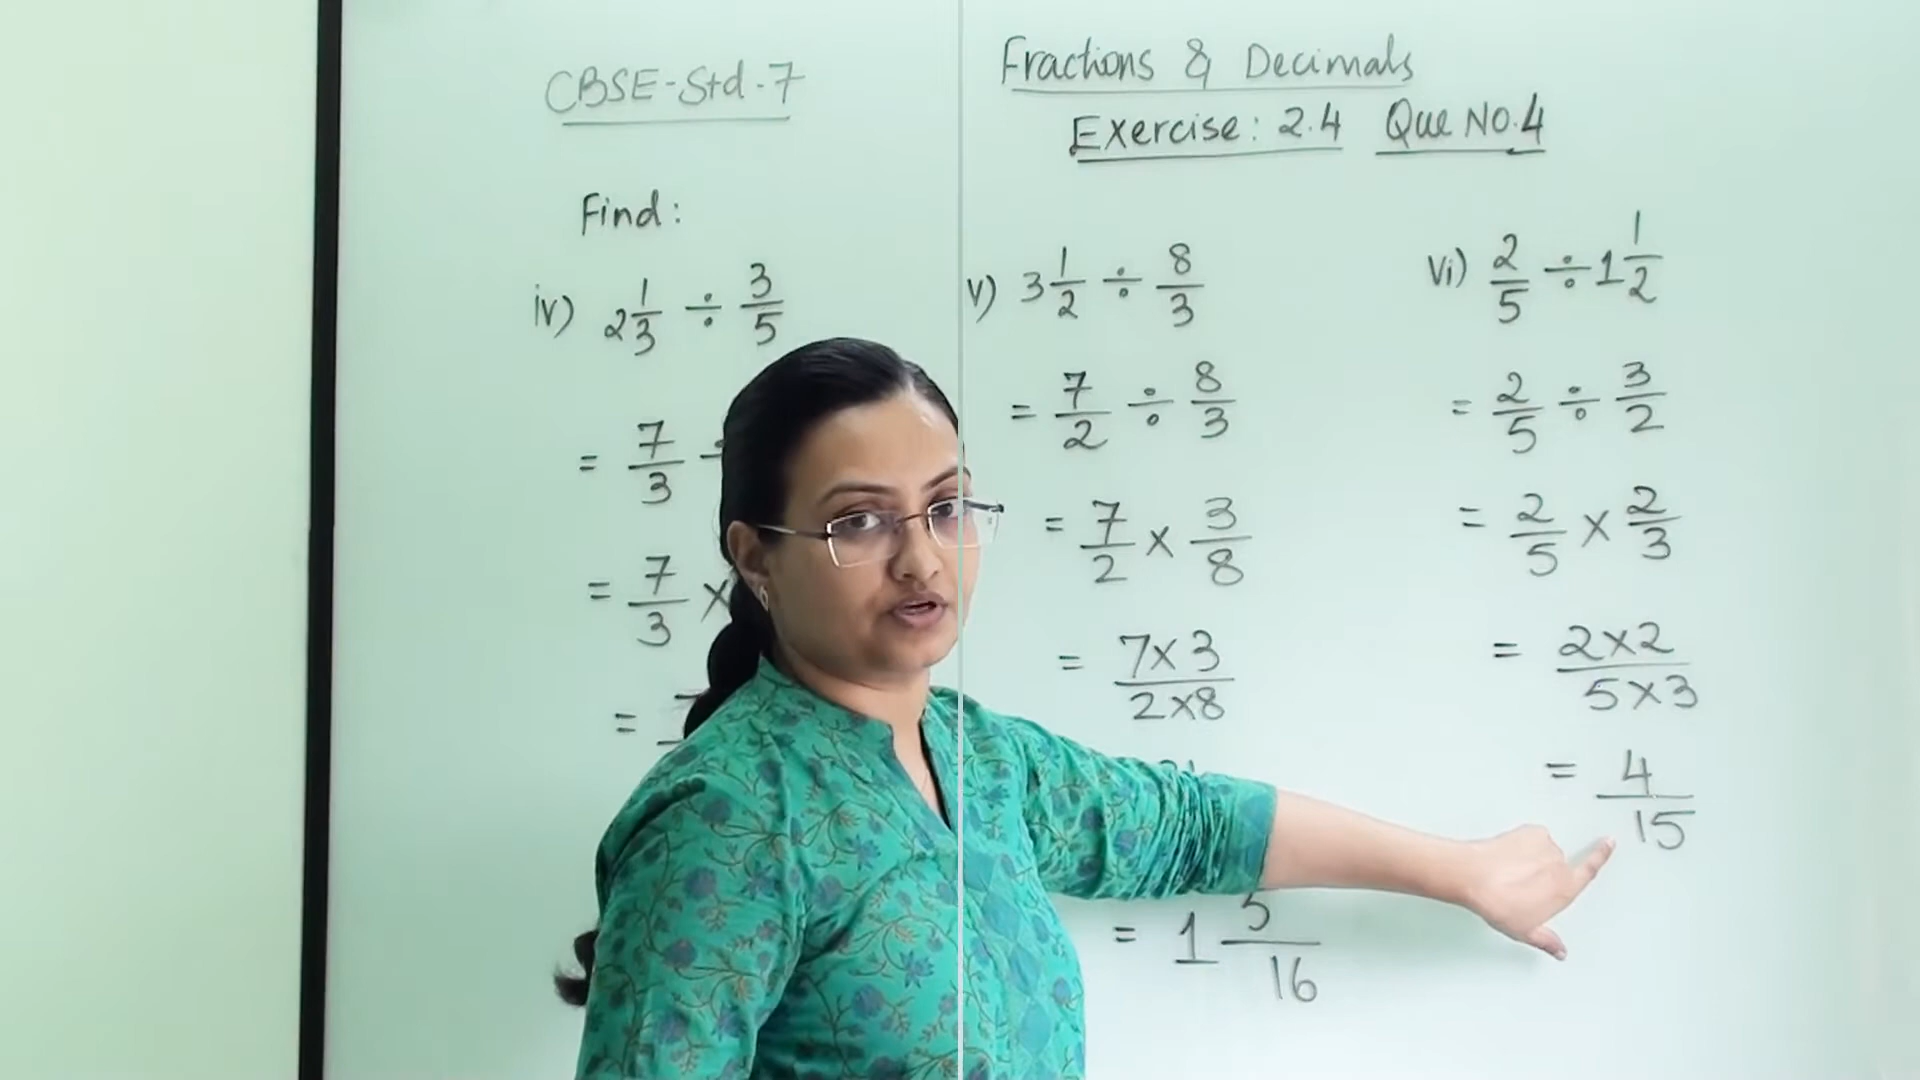 CBSE-Std-7
Fractions & Decimals
Exercise: 2.4 Que No.4
Find:
iv) 2 1/3 ÷ 3/5
= 7/3
= 7/3 ×
=
v) 3 1/2 ÷ 8/3
= 7/2 ÷ 8/3
= 7/2 × 3/8
= 7×3/2×8
= 1 5/16
vi) 2/5 ÷ 1 1/2
= 2/5 ÷ 3/2
= 2/5 × 2/3
= 2×2/5×3
= 4/15